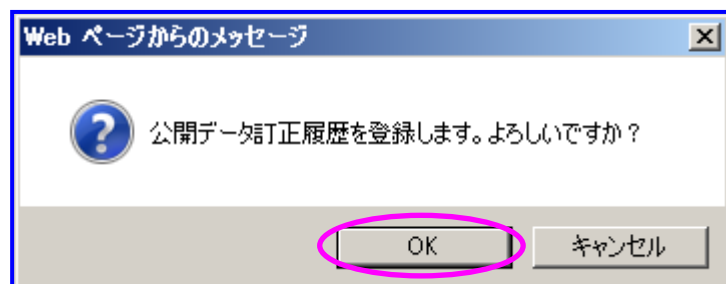 Web ページからのメッセージ
公開データ訂正履歴を登録します。よろしいですか？
OK
キャンセル